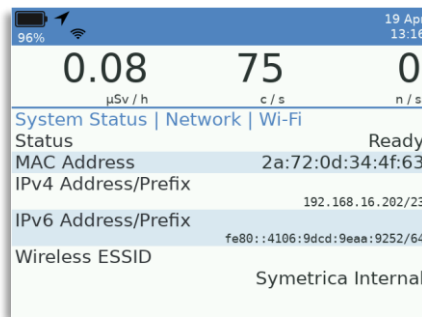 19 Apr
96%
13:16
0.08 75 0
µSv / h c / s n / s
System Status | Network | Wi-Fi
Status Ready
MAC Address 2a:72:0d:34:4f:63
IPv4 Address/Prefix
192.168.16.202/23
IPv6 Address/Prefix
fe80::4106:9dcd:9eaa:9252/64
Wireless ESSID
Symetrica Internal